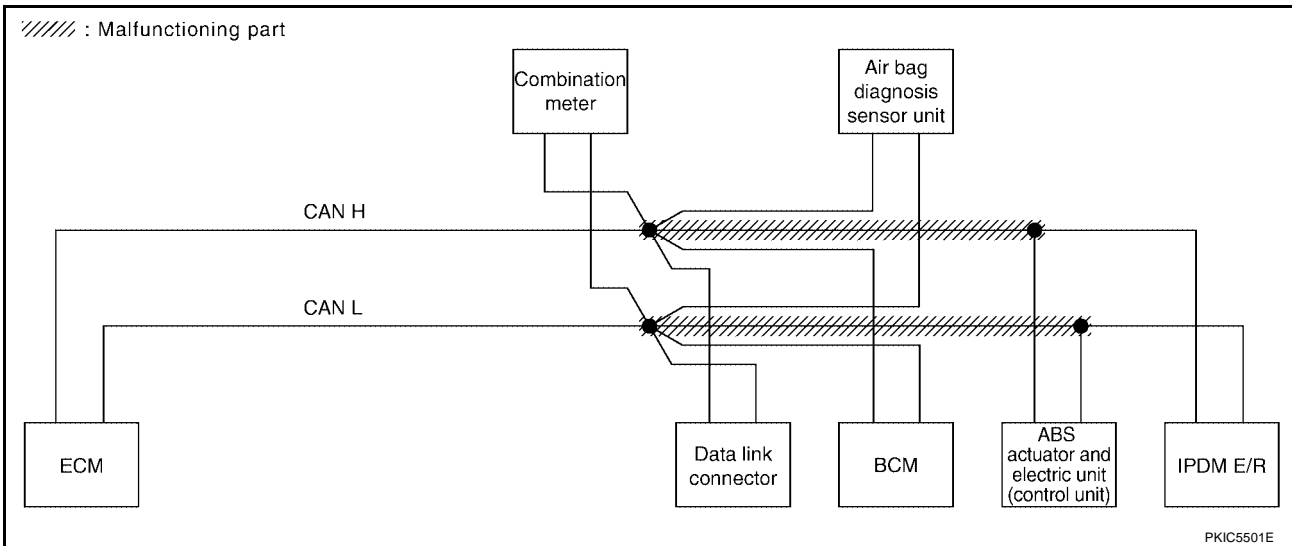 : Malfunctioning part
Combination
meter
Air bag
diagnosis
sensor unit
CAN H
CAN L
ECM
Data link
connector
BCM
ABS
actuator and
electric unit
(control unit)
IPDM E/R
PKIC5501E